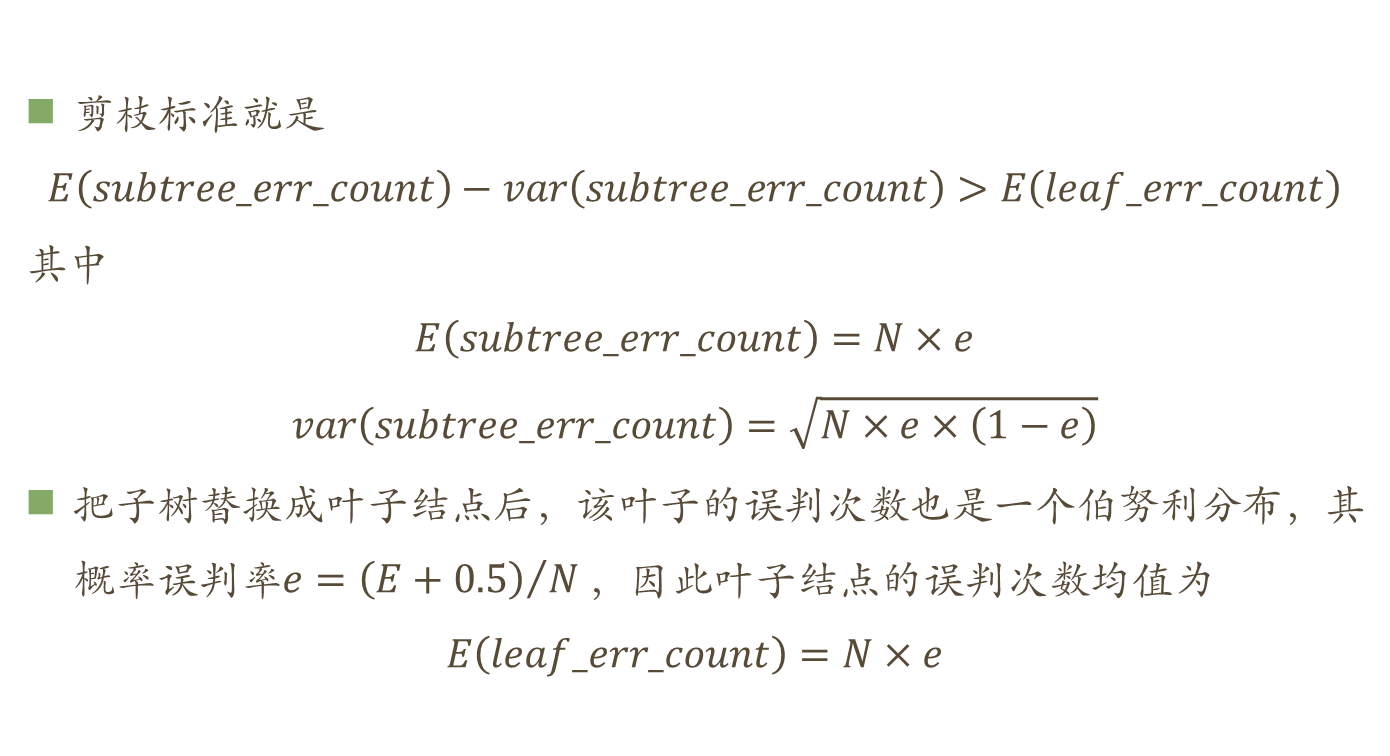 ■ 剪枝标准就是
E(subtree_err_count) − var(subtree_err_count) > E(leaf_err_count)
其中
E(subtree_err_count) = N × e
var(subtree_err_count) = √(N × e × (1 − e))
■ 把子树替换成叶子结点后，该叶子的误判次数也是一个伯努利分布，其
概率误判率e = (E + 0.5)/N ，因此叶子结点的误判次数均值为
E(leaf_err_count) = N × e